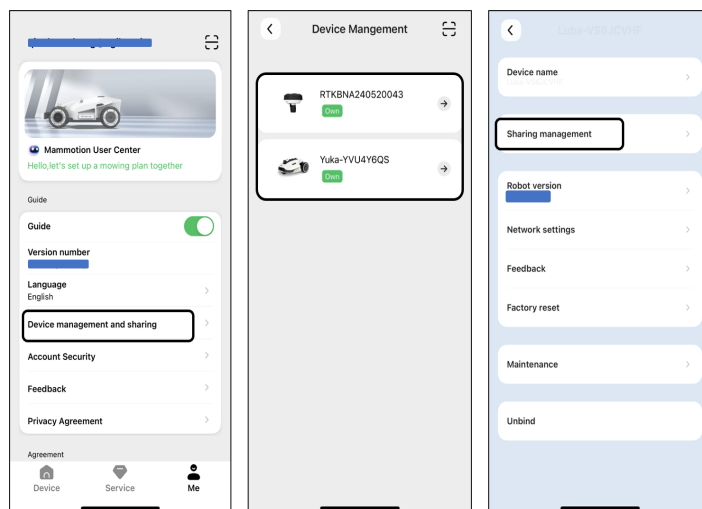 Mammotion User Center
Hello,let's set up a mowing plan together
Guide
Guide
Version number
Language
English
Device management and sharing
Account Security
Feedback
Privacy Agreement
Agreement
Device
Service
Me
Device Mangement
RTKBNA240520043
Own
Yuka-YVU4Y6QS
Own
Device name
Sharing management
Robot version
Network settings
Feedback
Factory reset
Maintenance
Unbind